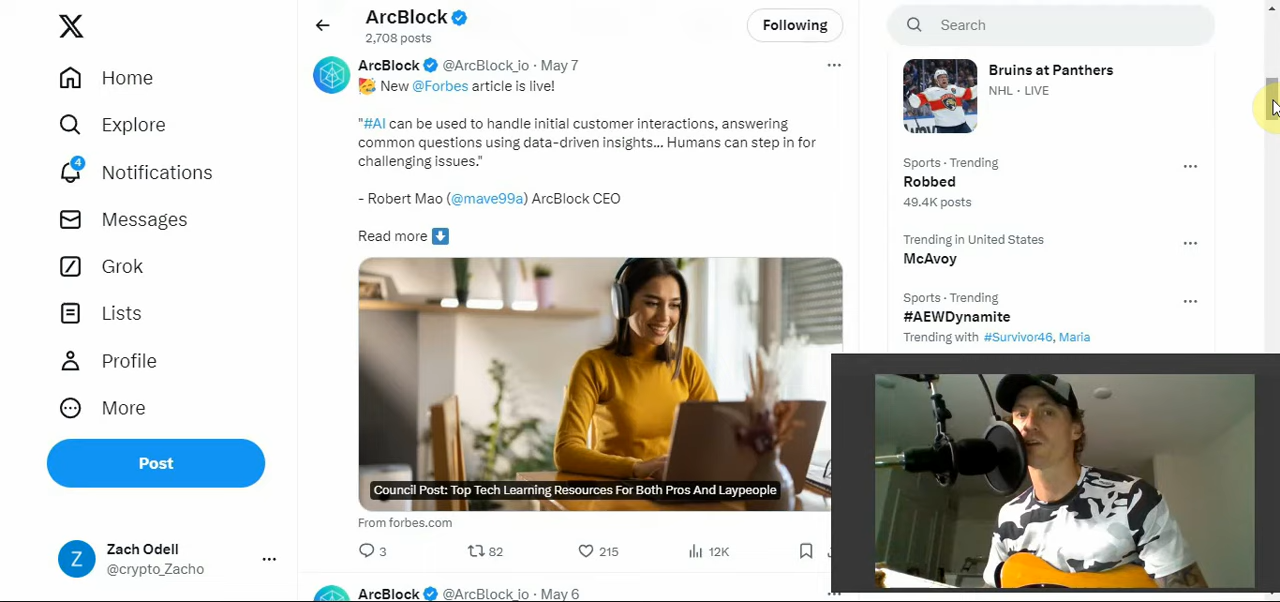 Home
Explore
4
Notifications
Messages
Grok
Lists
Profile
More
Post
Z
Zach Odell
@crypto_Zacho
ArcBlock
2,708 posts
Following
ArcBlock @ArcBlock_io · May 7
🥳 New @Forbes article is live!
"#AI can be used to handle initial customer interactions, answering
common questions using data-driven insights... Humans can step in for
challenging issues."
- Robert Mao (@mave99a) ArcBlock CEO
Read more ⬇️
Council Post: Top Tech Learning Resources For Both Pros And Laypeople
From forbes.com
3 82 215 12K
ArcBlock @ArcBlock_io · May 6
Search
Bruins at Panthers
NHL · LIVE
Sports · Trending
Robbed
49.4K posts
Trending in United States
McAvoy
Sports · Trending
#AEWDynamite
Trending with #Survivor46, Maria